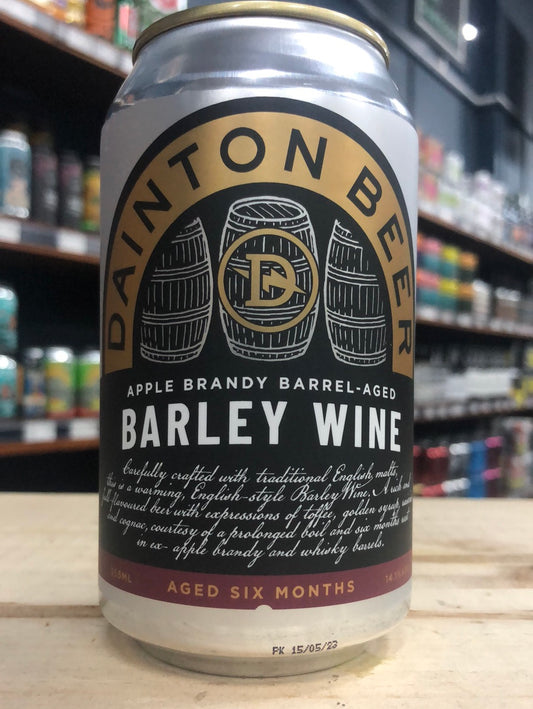 DAINTON BEER
D
APPLE BRANDY BARREL-AGED
BARLEY WINE
Carefully crafted with traditional English malts,
this is a warming, English-style Barley Wine. A rich and
full-flavoured beer with expressions of toffee, golden syrup,
and cognac, courtesy of a prolonged boil and six months
in ex- apple brandy and whisky barrels.
355ML
AGED SIX MONTHS
PK 15/05/23